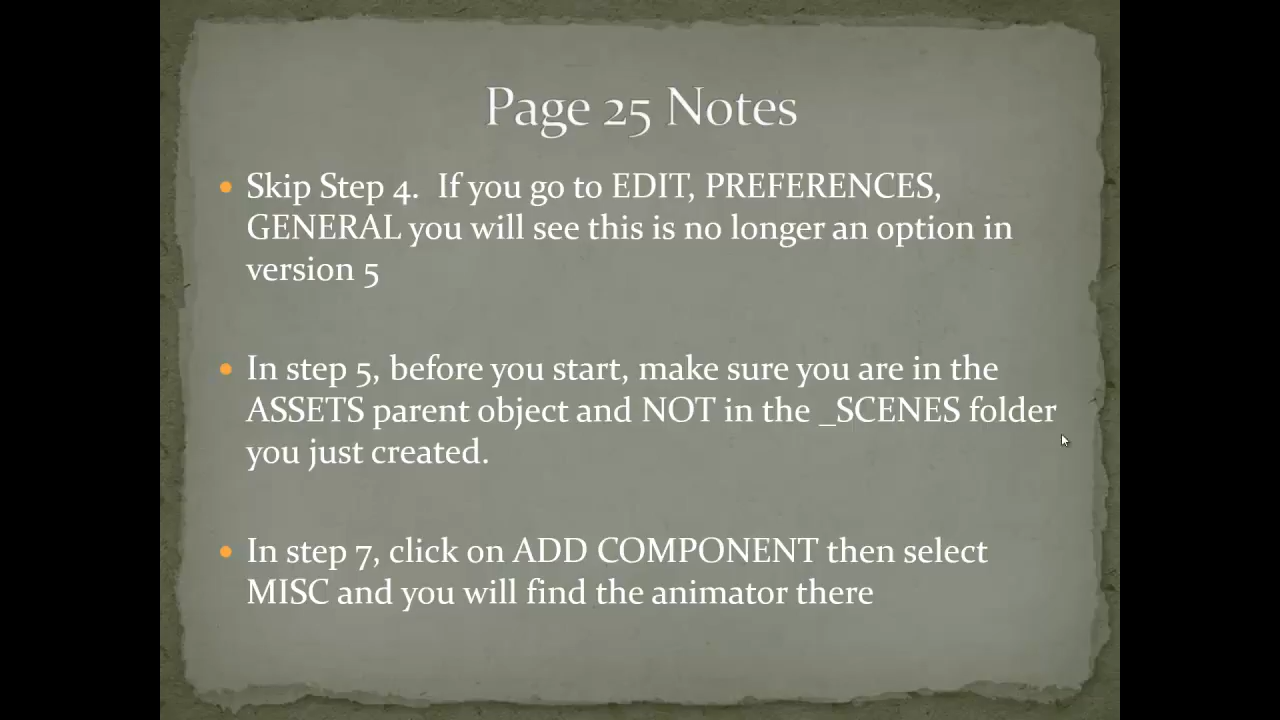 Page 25 Notes
Skip Step 4.  If you go to EDIT, PREFERENCES,
GENERAL you will see this is no longer an option in
version 5
In step 5, before you start, make sure you are in the
ASSETS parent object and NOT in the _SCENES folder
you just created.
In step 7, click on ADD COMPONENT then select
MISC and you will find the animator there